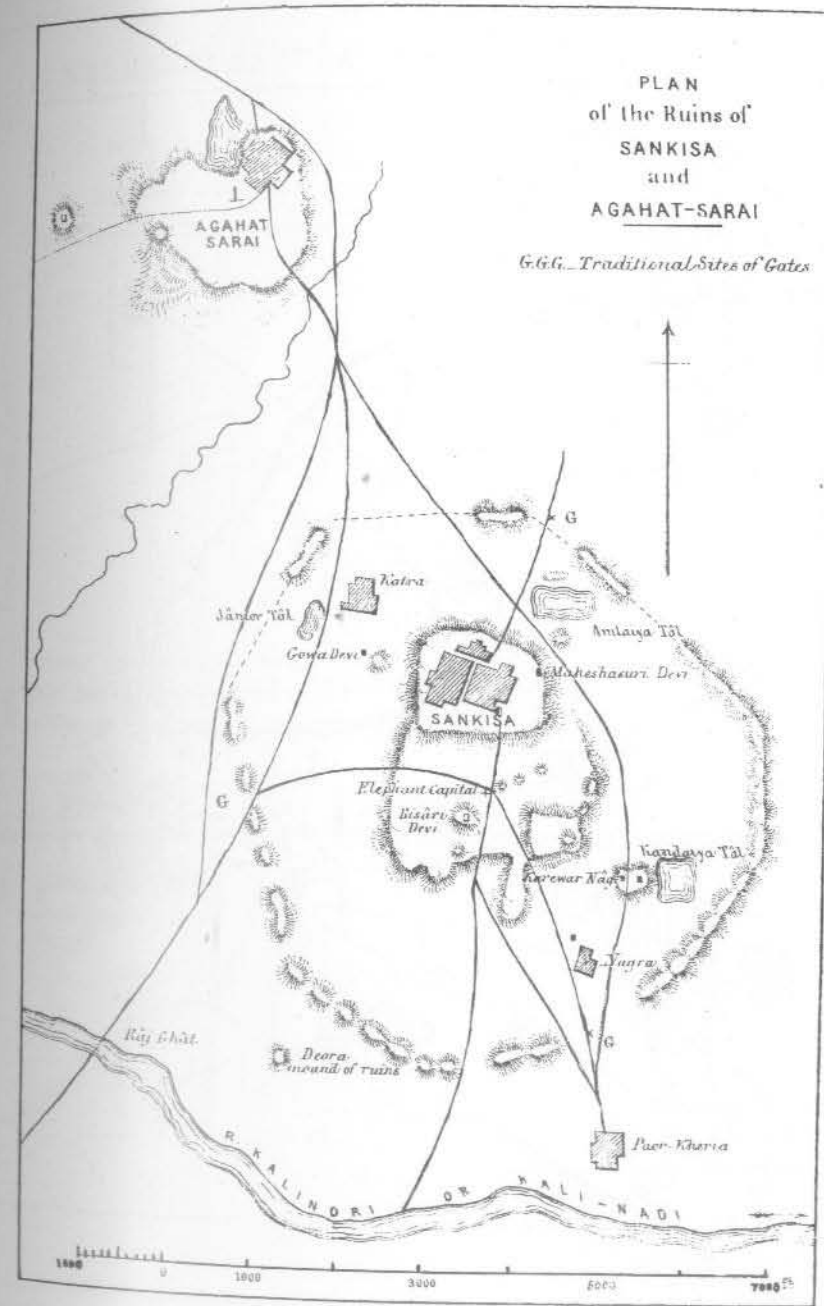 PLAN
of the Ruins of
SANKISA
and
AGAHAT-SARAI
G.G.G._ Traditional Sites of Gates
AGAHAT
SARAI
G
Katra
Jânior Tâl
Amlaiya Tâl
Gowa Devi
Maheshasuri Devi
SANKISA
Elephant Capital
G
Bisâri
Devi
Kandaiya Tâl
Karewar Nâg
Nagra
Râj Ghât
G
Deora
mound of ruins
Paor-Kheria
R. KALINDRI OR KALI-NADI
1000 0 1000 3000 5000 7000 Ft.